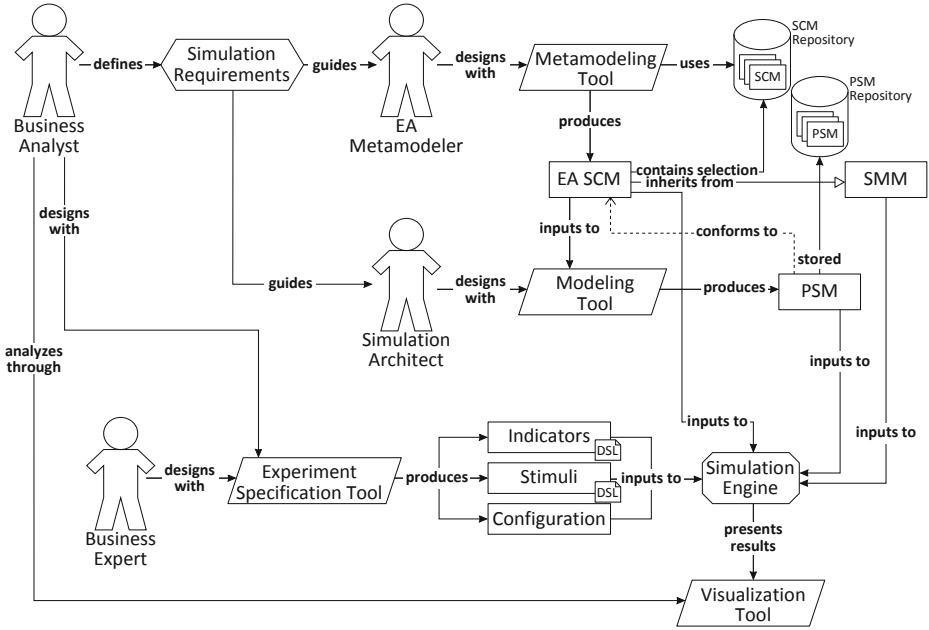 SCM
Repository
defines
Simulation
Requirements
guides
designs
with
Metamodeling
Tool
uses
SCM
PSM
Repository
PSM
Business
Analyst
EA
Metamodeler
produces
EA SCM
contains selection
inherits from
SMM
designs
with
inputs to
conforms to
stored
guides
designs
with
Modeling
Tool
produces
PSM
Simulation
Architect
analyzes
through
inputs to
inputs to
inputs to
Indicators
DSL
designs
with
Experiment
Specification Tool
produces
Stimuli
DSL
inputs to
Simulation
Engine
Configuration
Business
Expert
presents
results
Visualization
Tool